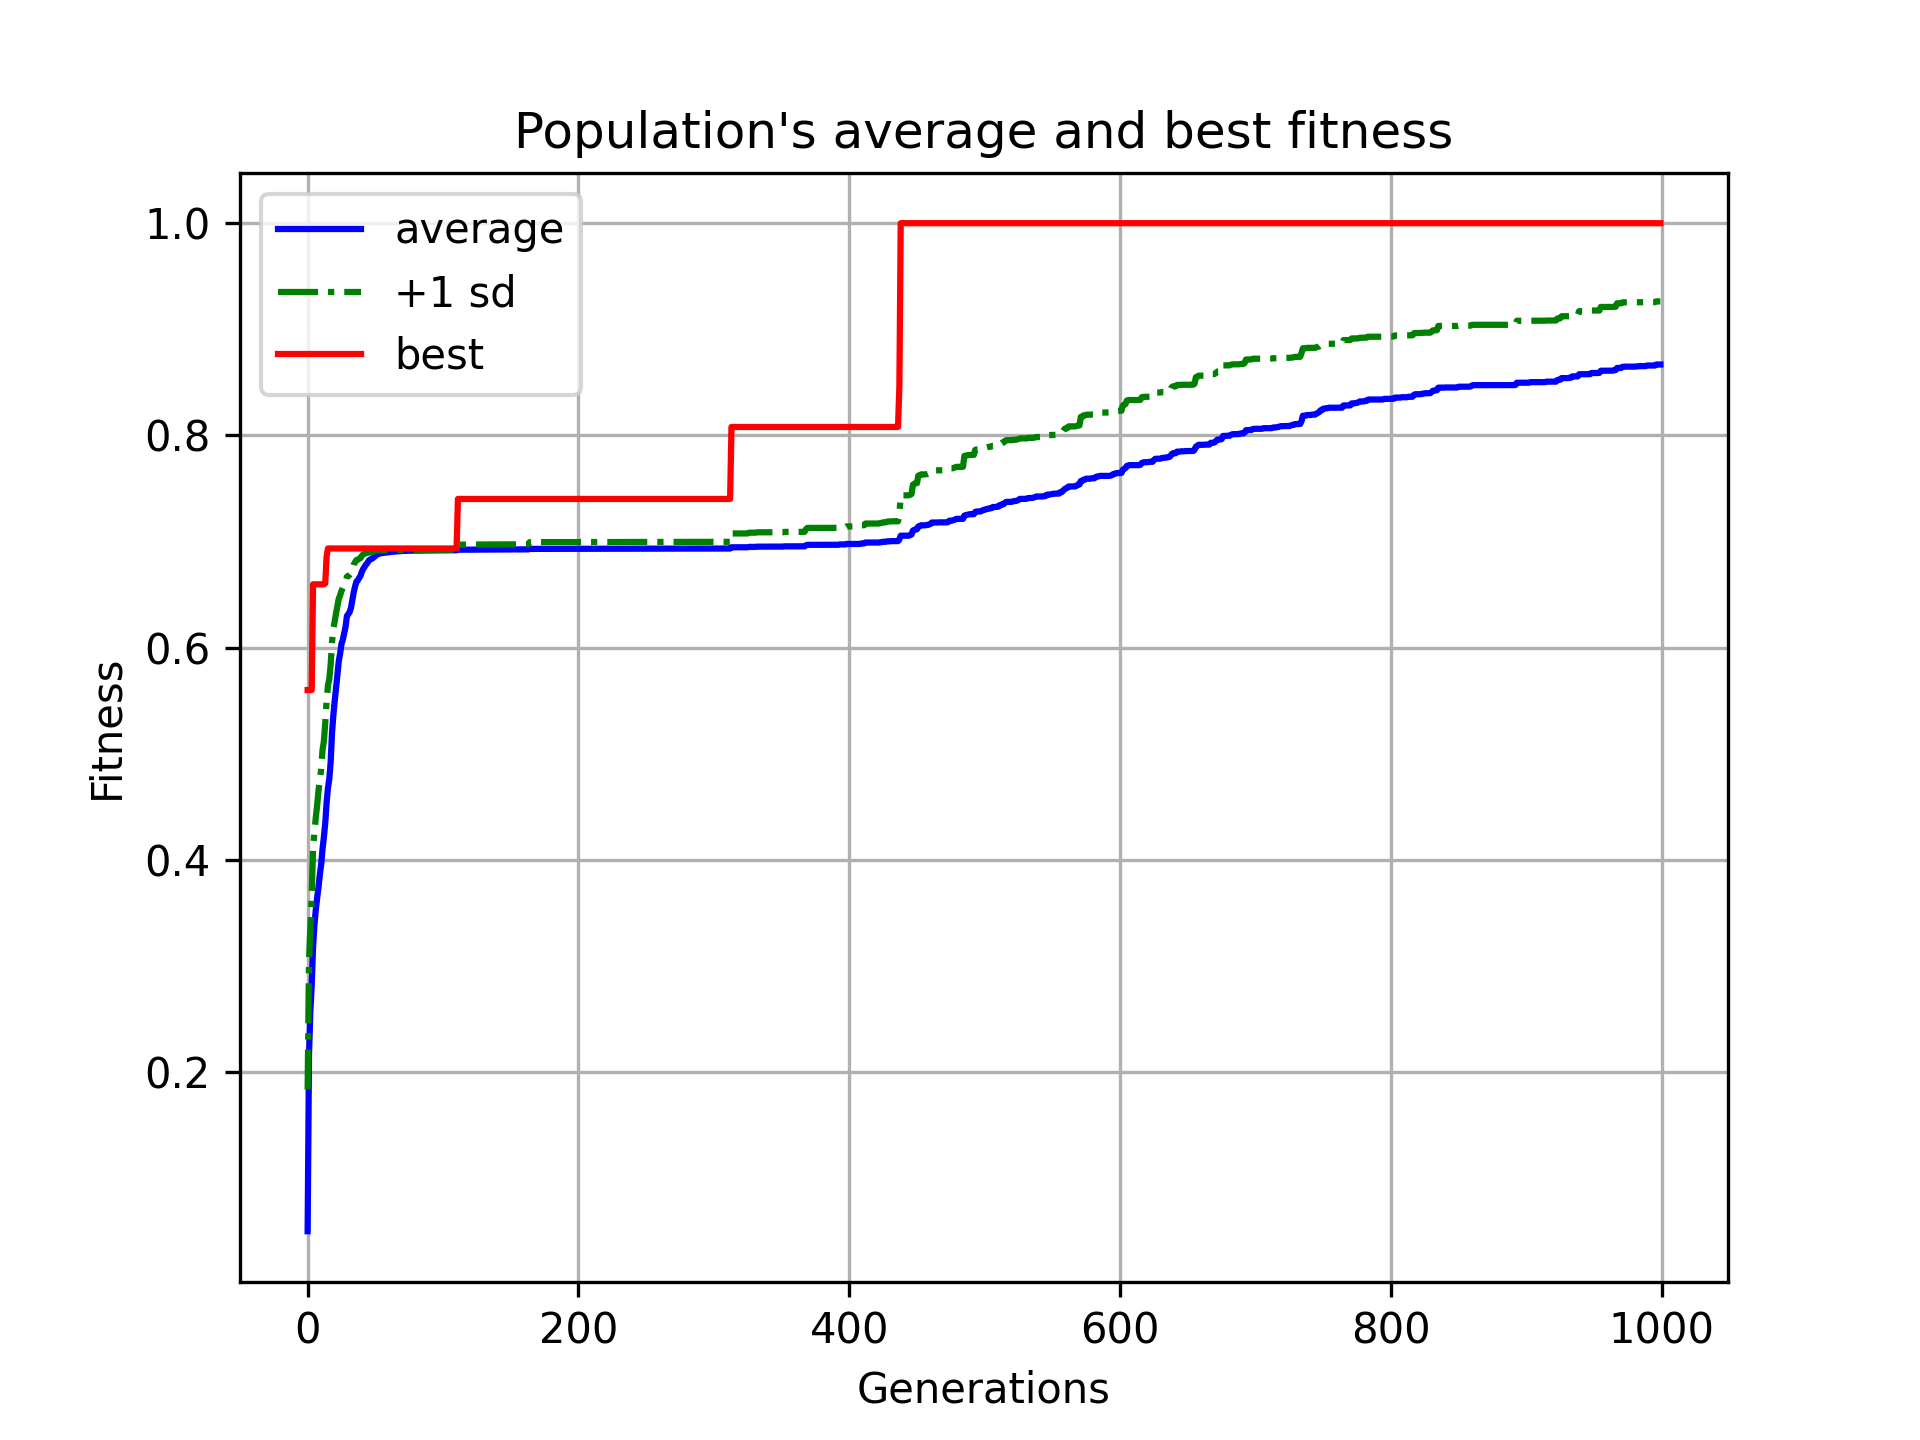 Population's average and best fitness
average
+1 sd
best
1.0
0.8
0.6
0.4
0.2
Fitness
0 200 400 600 800 1000
Generations